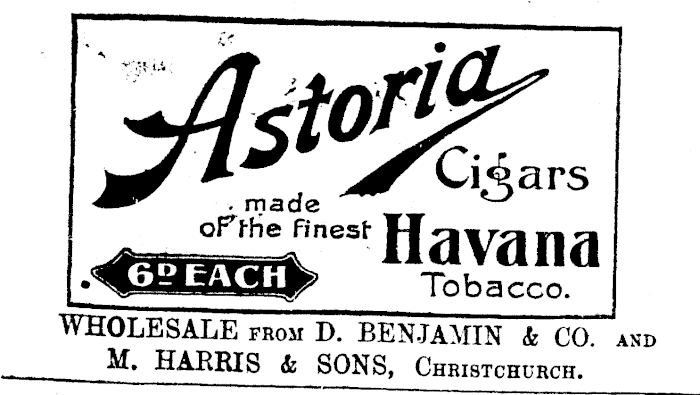 Astoria
Cigars
made
of the finest
Havana
Tobacco.
6D EACH
WHOLESALE FROM D. BENJAMIN & CO. AND
M. HARRIS & SONS, CHRISTCHURCH.